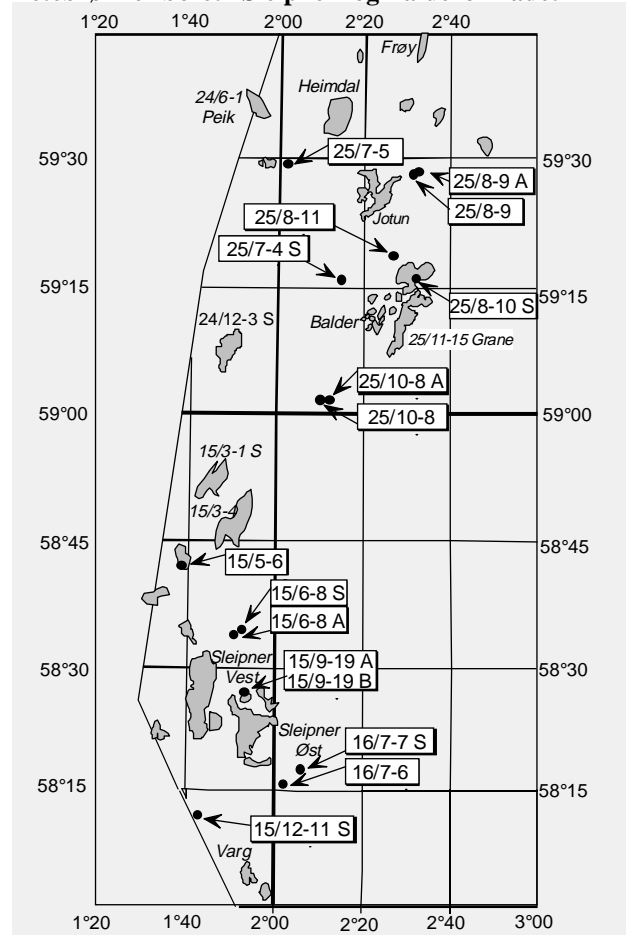 1°20 1°40 2°00 2°20 2°40 3°00
Frøy
Heimdal
24/6-1
Peik
59°30
25/7-5
59°30
25/8-9 A
25/8-9
25/8-11
Jotun
25/7-4 S
59°15
59°15
25/8-10 S
24/12-3 S
Balder
25/11-15 Grane
25/10-8 A
59°00
25/10-8
59°00
15/3-1 S
15/3-4
58°45
58°45
15/5-6
15/6-8 S
15/6-8 A
Sleipner
Vest
15/9-19 A
15/9-19 B
58°30
58°30
Sleipner
Øst
16/7-7 S
16/7-6
58°15
58°15
15/12-11 S
Varg
1°20 1°40 2°00 2°20 2°40 3°00